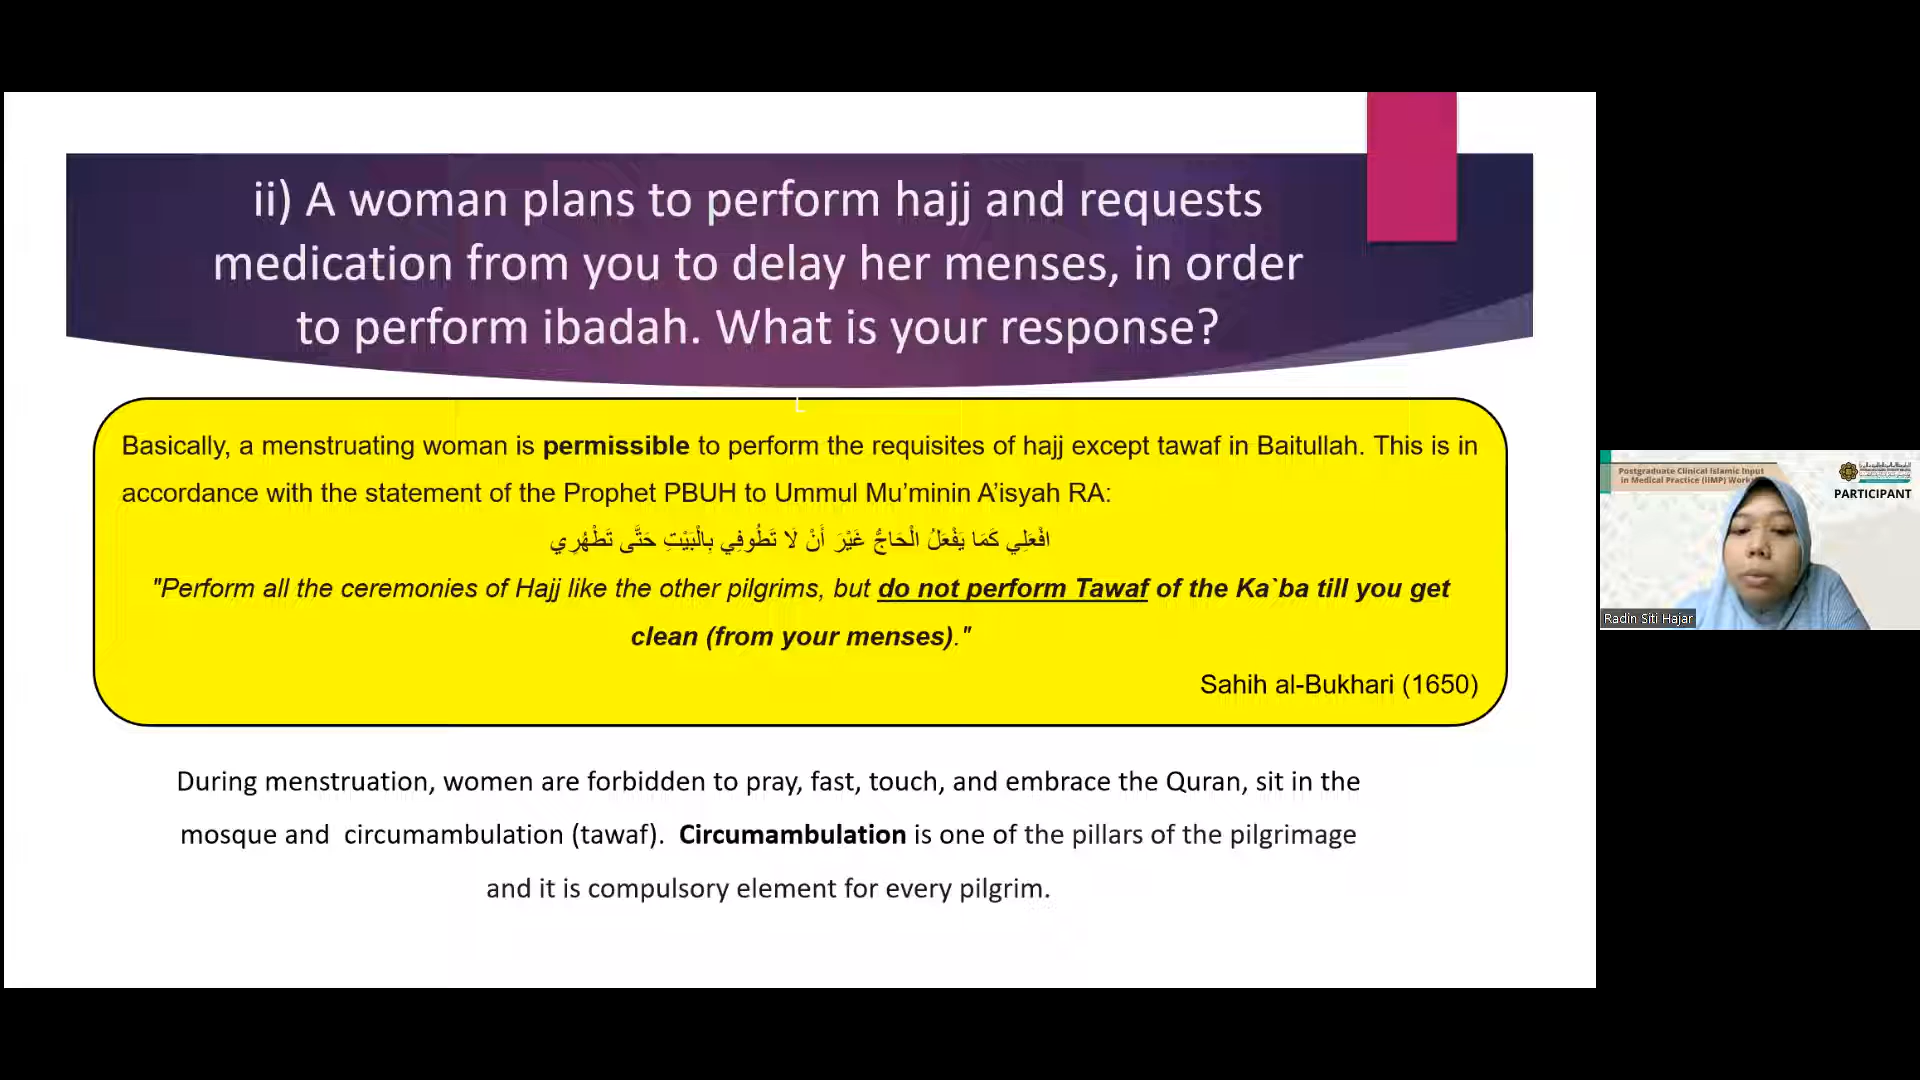 ii) A woman plans to perform hajj and requests
medication from you to delay her menses, in order
to perform ibadah. What is your response?
Basically, a menstruating woman is permissible to perform the requisites of hajj except tawaf in Baitullah. This is in
accordance with the statement of the Prophet PBUH to Ummul Mu’minin A’isyah RA:
افْعَلِي كَمَا يَفْعَلُ الْحَاجُّ غَيْرَ أَنْ لَا تَطُوفِي بِالْبَيْتِ حَتَّى تَطْهُرِي
"Perform all the ceremonies of Hajj like the other pilgrims, but do not perform Tawaf of the Ka`ba till you get
clean (from your menses)."
Sahih al-Bukhari (1650)
During menstruation, women are forbidden to pray, fast, touch, and embrace the Quran, sit in the
mosque and circumambulation (tawaf). Circumambulation is one of the pillars of the pilgrimage
and it is compulsory element for every pilgrim.
Postgraduate Clinical Islamic Input
in Medical Practice (IIMP)
PARTICIPANT
Radin Siti Hajar